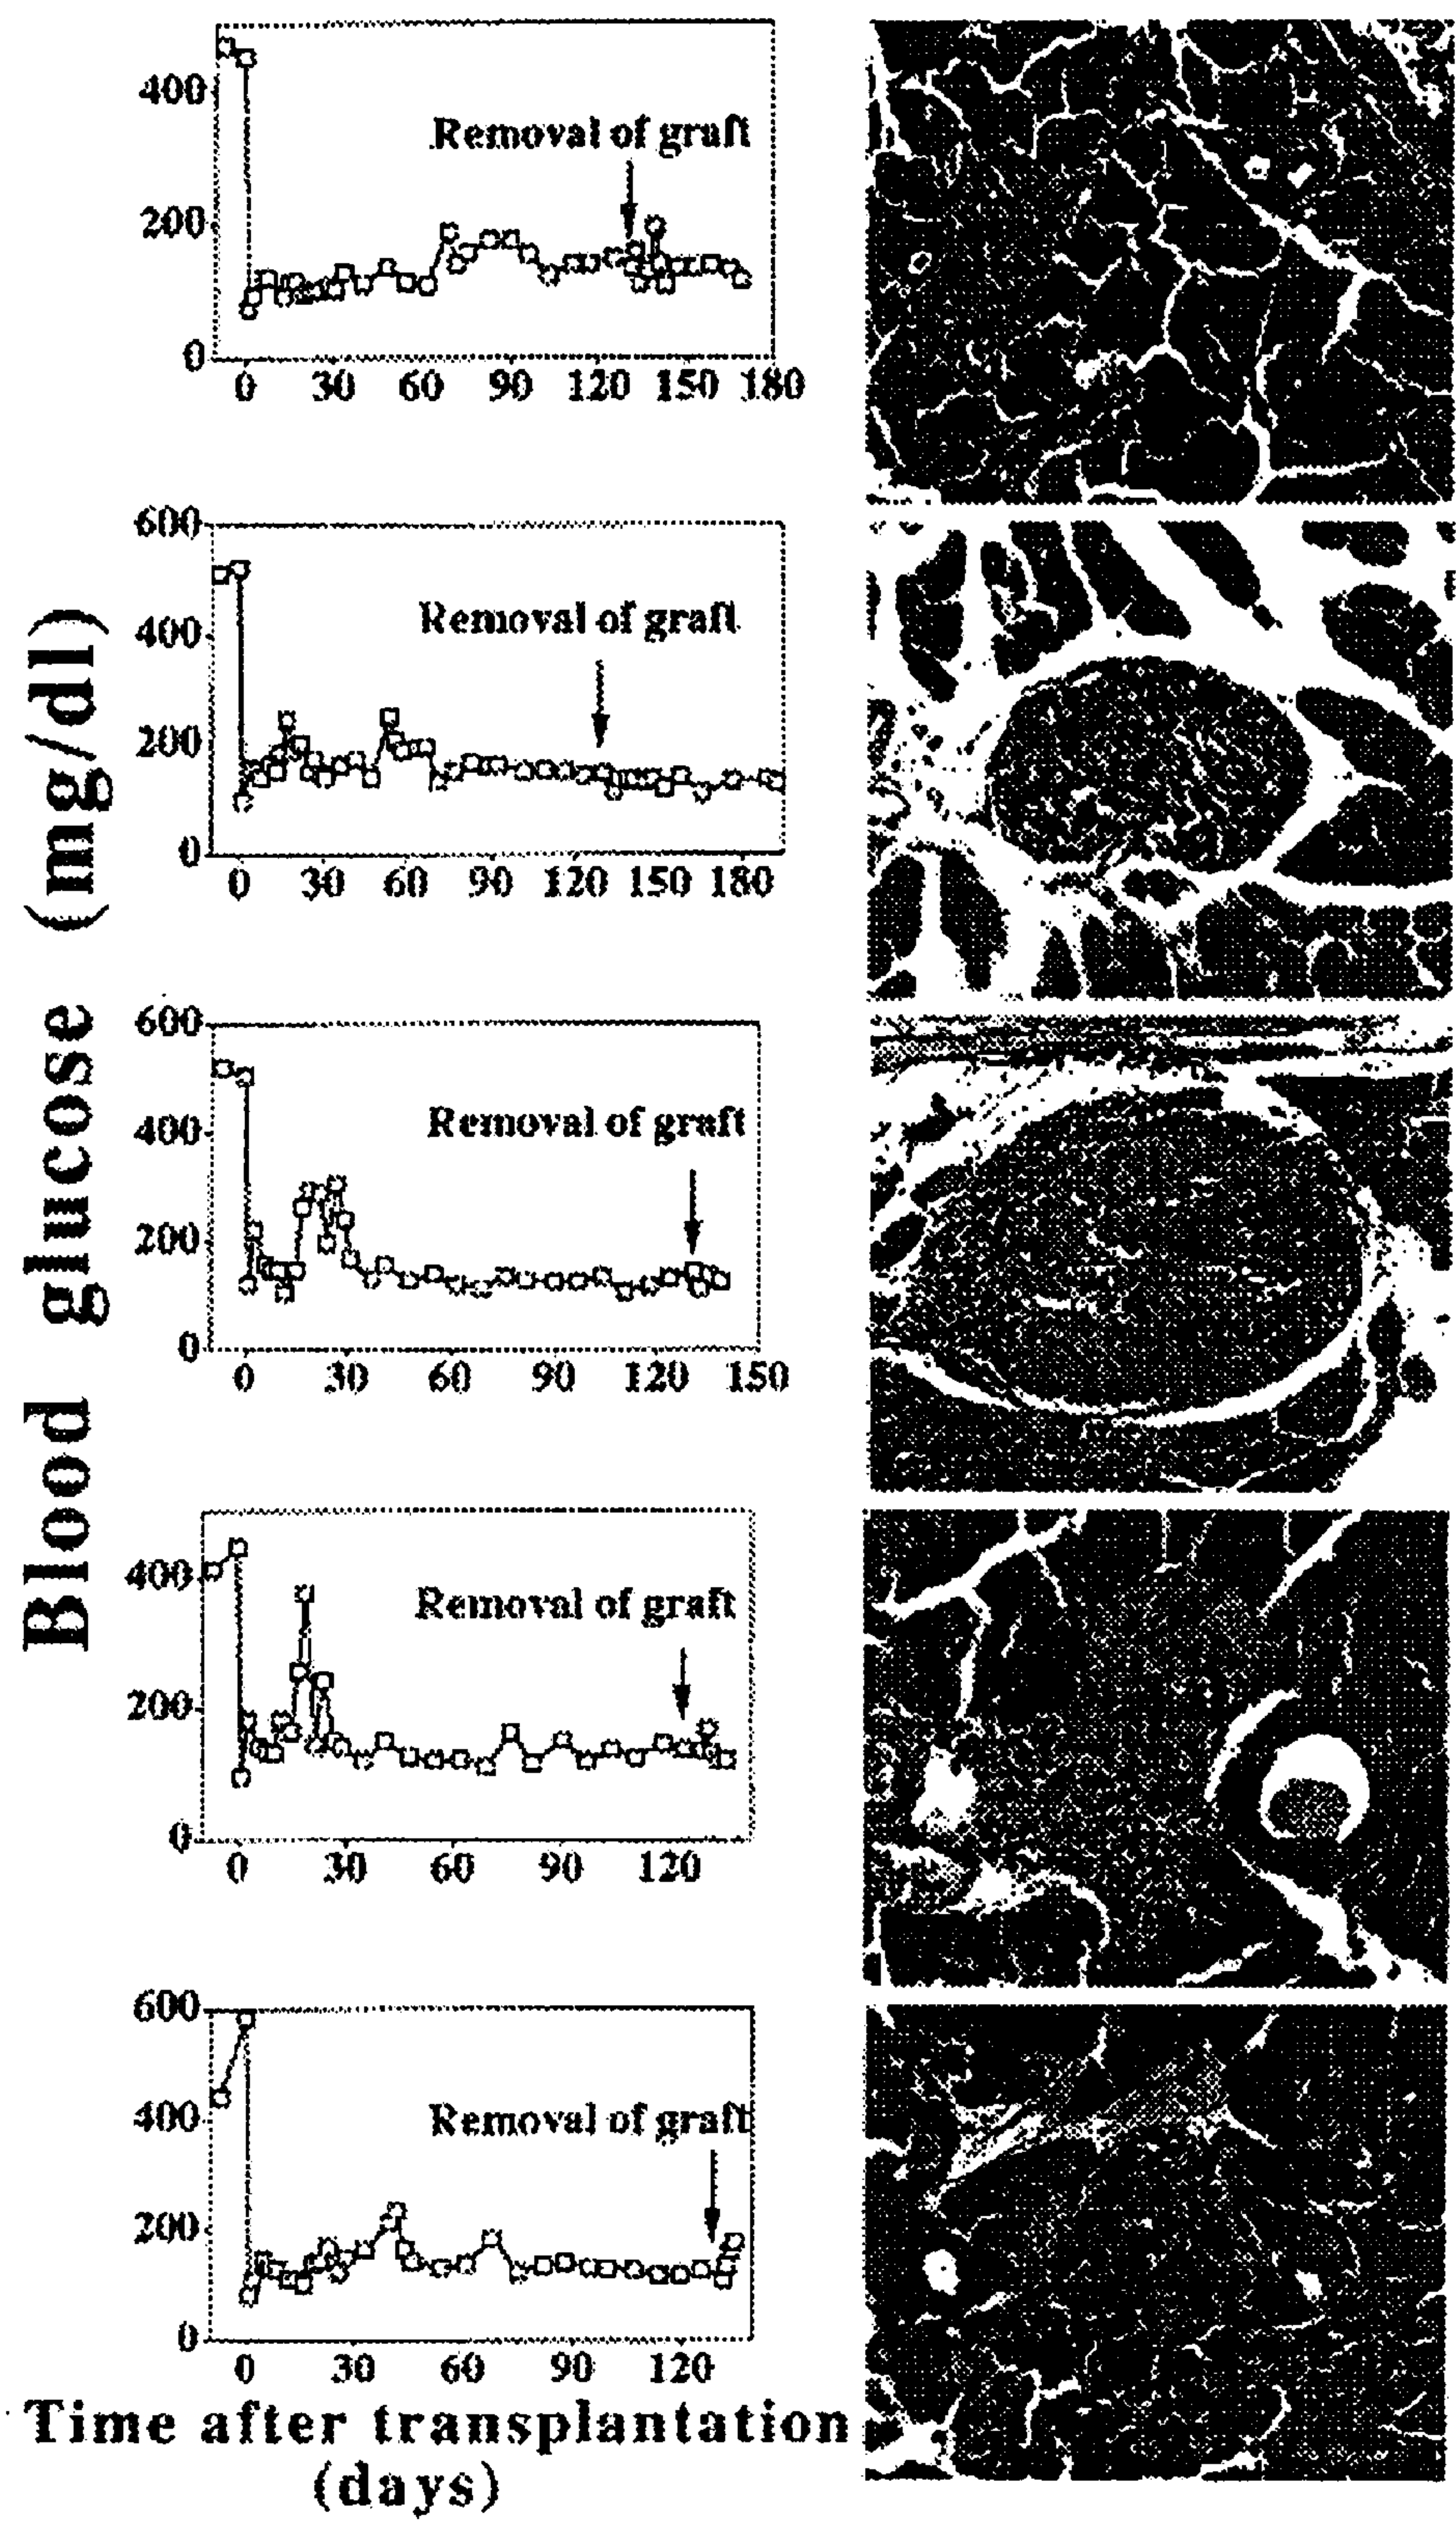 Blood glucose (mg/dl)
400
Removal of graft
200
0
0 30 60 90 120 150 180
600
400
Removal of graft
200
0
0 30 60 90 120 150 180
600
400
Removal of graft
200
0
0 30 60 90 120 150
400
Removal of graft
200
0
0 30 60 90 120
600
400
Removal of graft
200
0
0 30 60 90 120
Time after transplantation
(days)